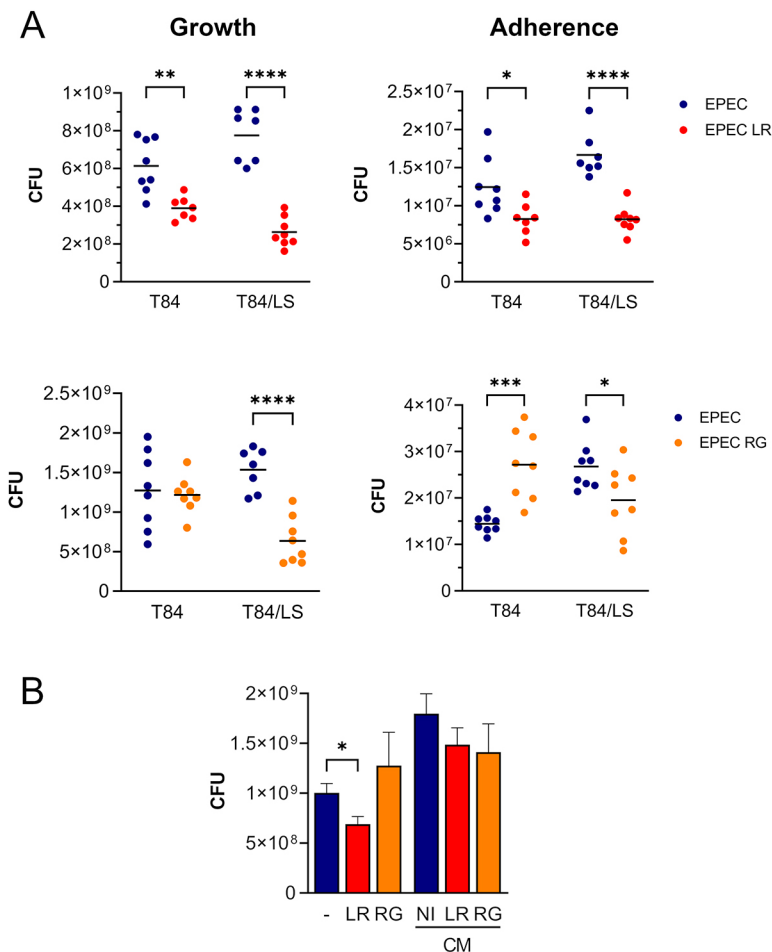 A
Growth
Adherence
** ****
CFU
1×10⁹
8×10⁸
6×10⁸
4×10⁸
2×10⁸
0
T84 T84/LS
* ****
CFU
2.5×10⁷
2×10⁷
1.5×10⁷
1×10⁷
5×10⁶
0
T84 T84/LS
EPEC
EPEC LR
****
CFU
2.5×10⁹
2×10⁹
1.5×10⁹
1×10⁹
5×10⁸
0
T84 T84/LS
*** *
CFU
4×10⁷
3×10⁷
2×10⁷
1×10⁷
0
T84 T84/LS
EPEC
EPEC RG
B
*
CFU
2×10⁹
1.5×10⁹
1×10⁹
5×10⁸
0
- LR RG NI LR RG
CM